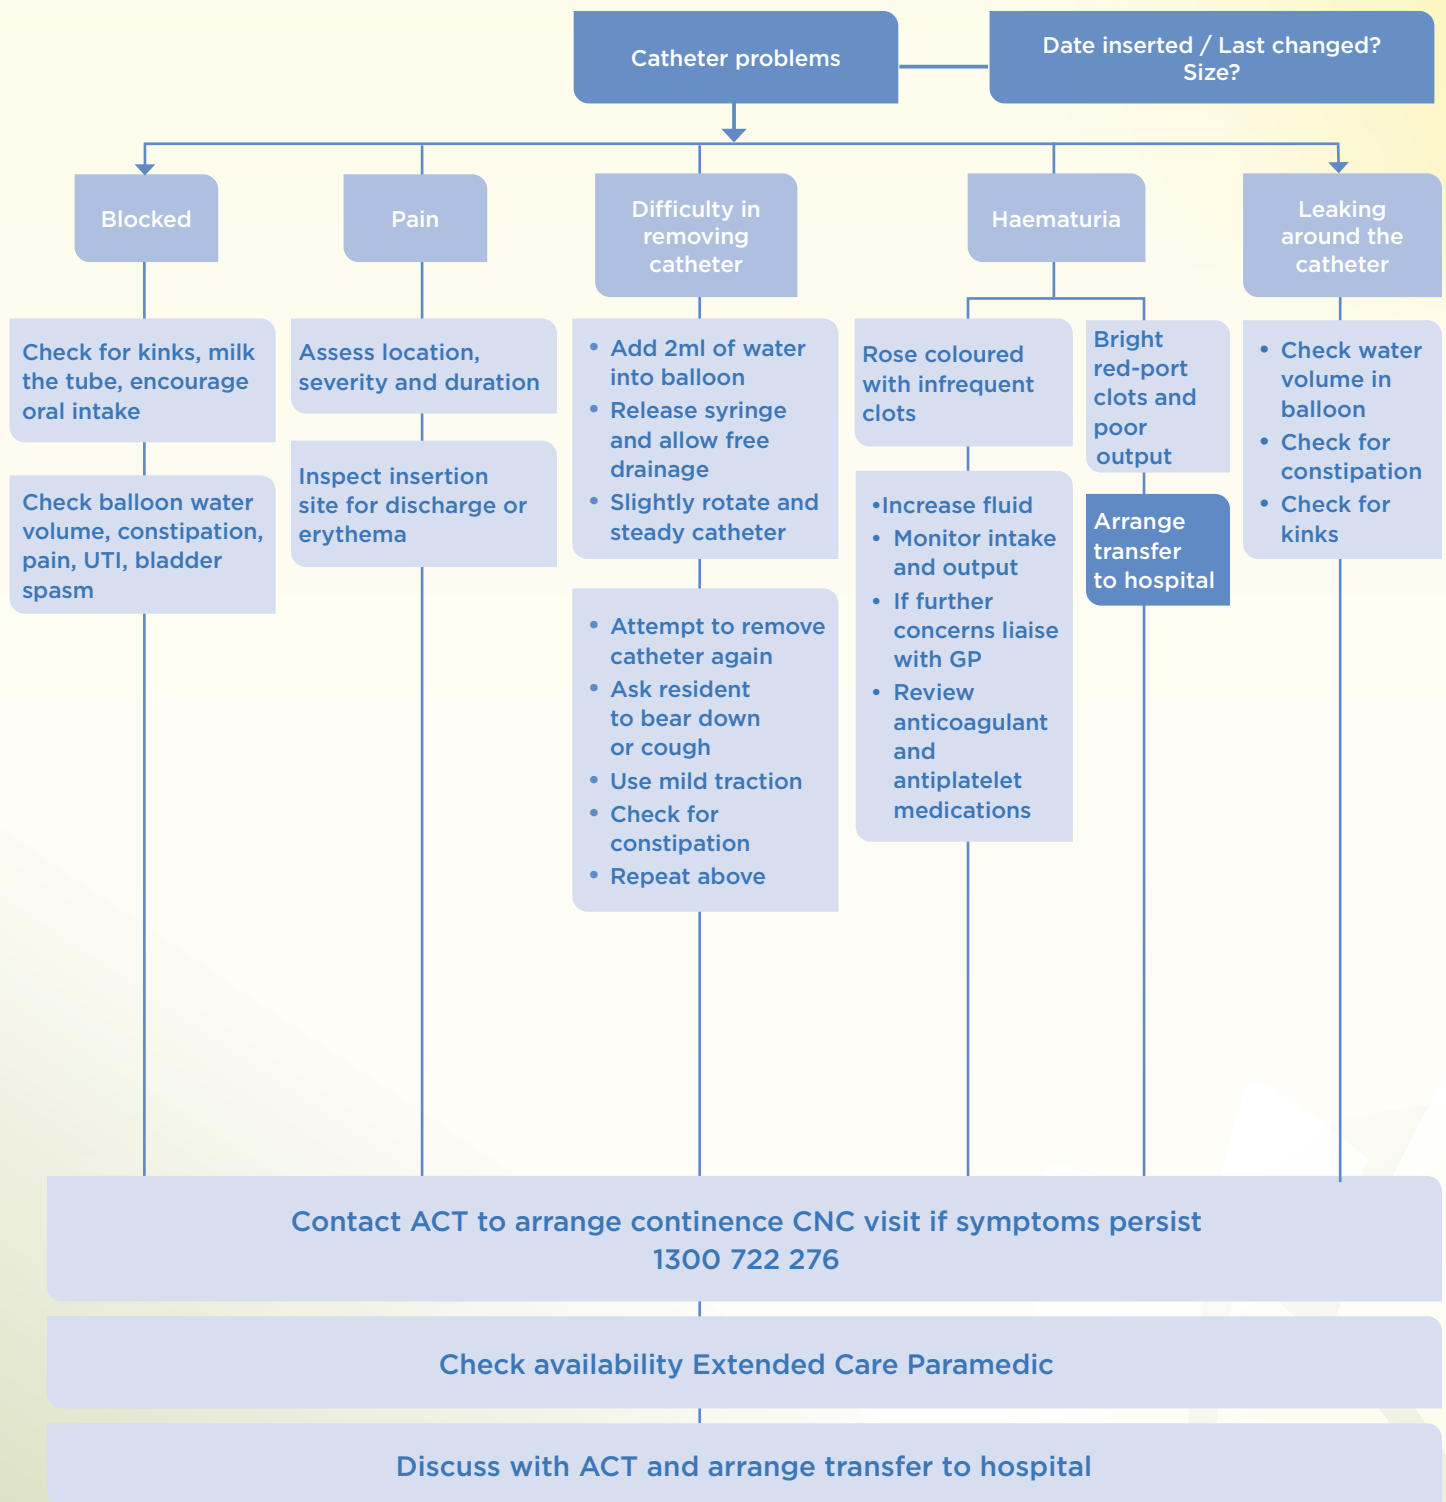 Catheter problems
Date inserted / Last changed?
Size?
Blocked
Check for kinks, milk
the tube, encourage
oral intake
Check balloon water
volume, constipation,
pain, UTI, bladder
spasm
Pain
Assess location,
severity and duration
Inspect insertion
site for discharge or
erythema
Difficulty in
removing
catheter
• Add 2ml of water
into balloon
• Release syringe
and allow free
drainage
• Slightly rotate and
steady catheter
• Attempt to remove
catheter again
• Ask resident
to bear down
or cough
• Use mild traction
• Check for
constipation
• Repeat above
Haematuria
Rose coloured
with infrequent
clots
•Increase fluid
• Monitor intake
and output
• If further
concerns liaise
with GP
• Review
anticoagulant
and
antiplatelet
medications
Bright
red-port
clots and
poor
output
Arrange
transfer
to hospital
Leaking
around the
catheter
• Check water
volume in
balloon
• Check for
constipation
• Check for
kinks
Contact ACT to arrange continence CNC visit if symptoms persist
1300 722 276
Check availability Extended Care Paramedic
Discuss with ACT and arrange transfer to hospital